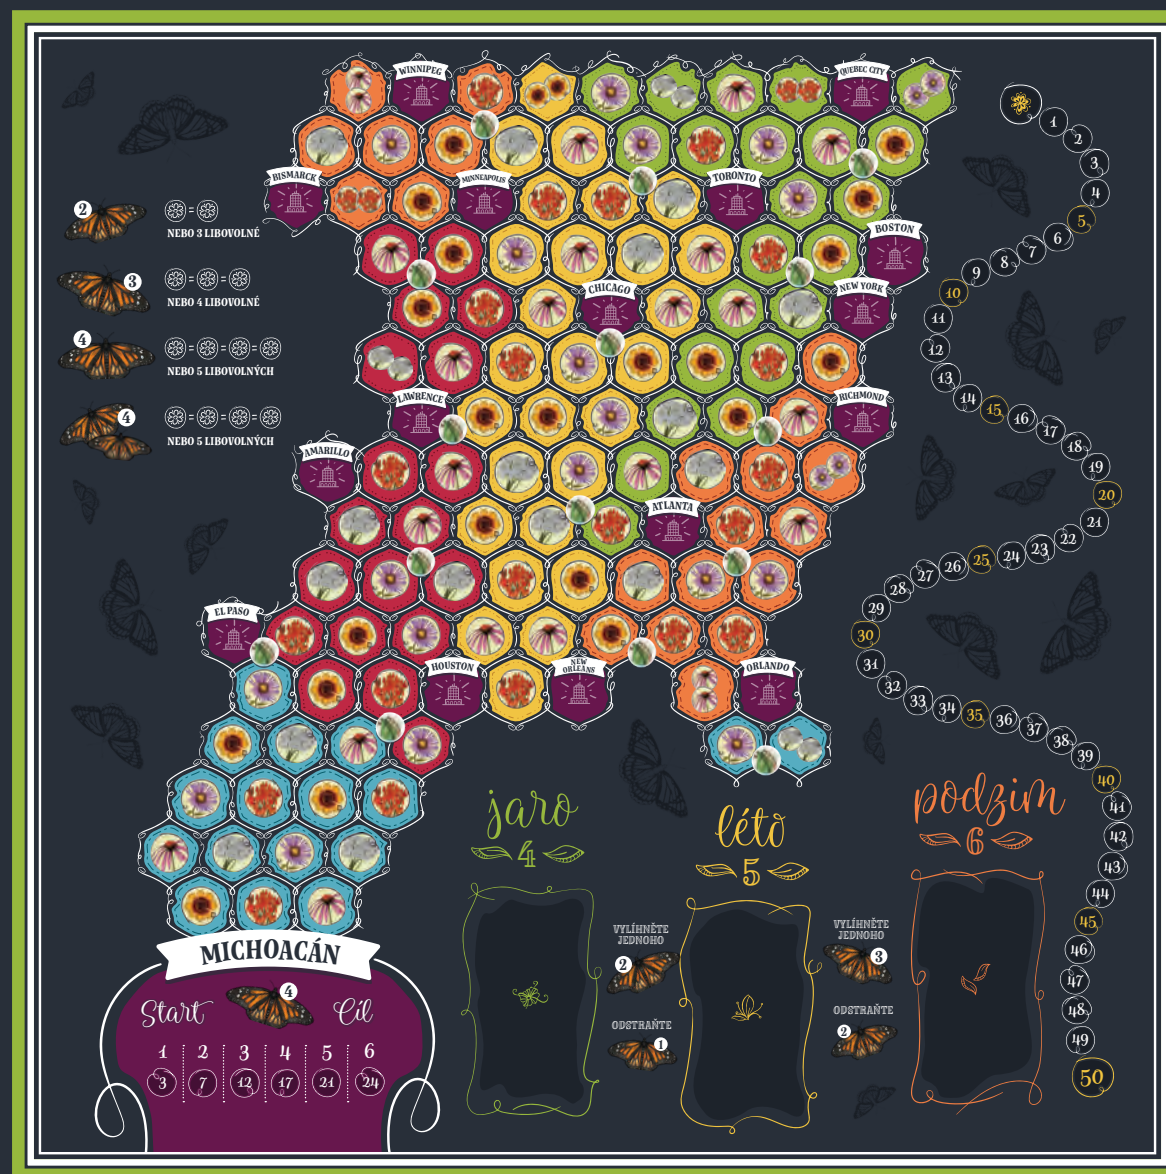 WINNIPEG
QUEBEC CITY
BISMARCK
MINNEAPOLIS
TORONTO
BOSTON
CHICAGO
NEW YORK
LAWRENCE
RICHMOND
AMARILLO
ATLANTA
EL PASO
HOUSTON
NEW
ORLEANS
ORLANDO
2
NEBO 3 LIBOVOLNÉ
3
NEBO 4 LIBOVOLNÉ
4
NEBO 5 LIBOVOLNÝCH
4
NEBO 5 LIBOVOLNÝCH
1
2
3
4
5
6
7
8
9
10
11
12
13
14
15
16
17
18
19
20
21
22
23
24
25
26
27
28
29
30
31
32
33
34
35
36
37
38
39
40
41
42
43
44
45
46
47
48
49
50
MICHOACÁN
Start 4 Cíl
1 2 3 4 5 6
3 7 12 17 21 24
jaro
4
VYLÍHNĚTE
JEDNOHO
2
ODSTRAŇTE
1
léto
5
VYLÍHNĚTE
JEDNOHO
3
ODSTRAŇTE
2
podzim
6